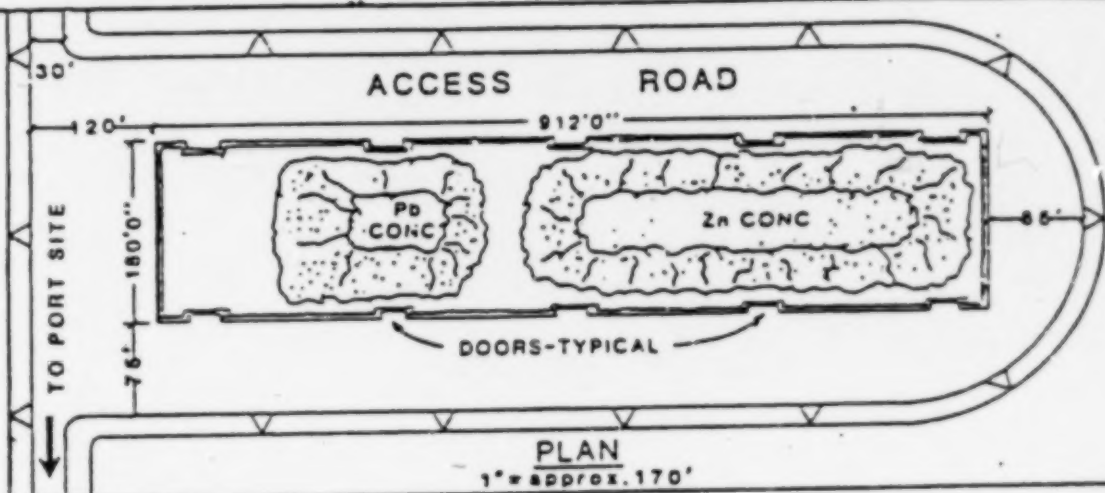 30'
ACCESS ROAD
120'
912'0"
180'0"
Pb
CONC
Zn CONC
TO PORT SITE
75'
DOORS-TYPICAL
PLAN
1"=approx.170'